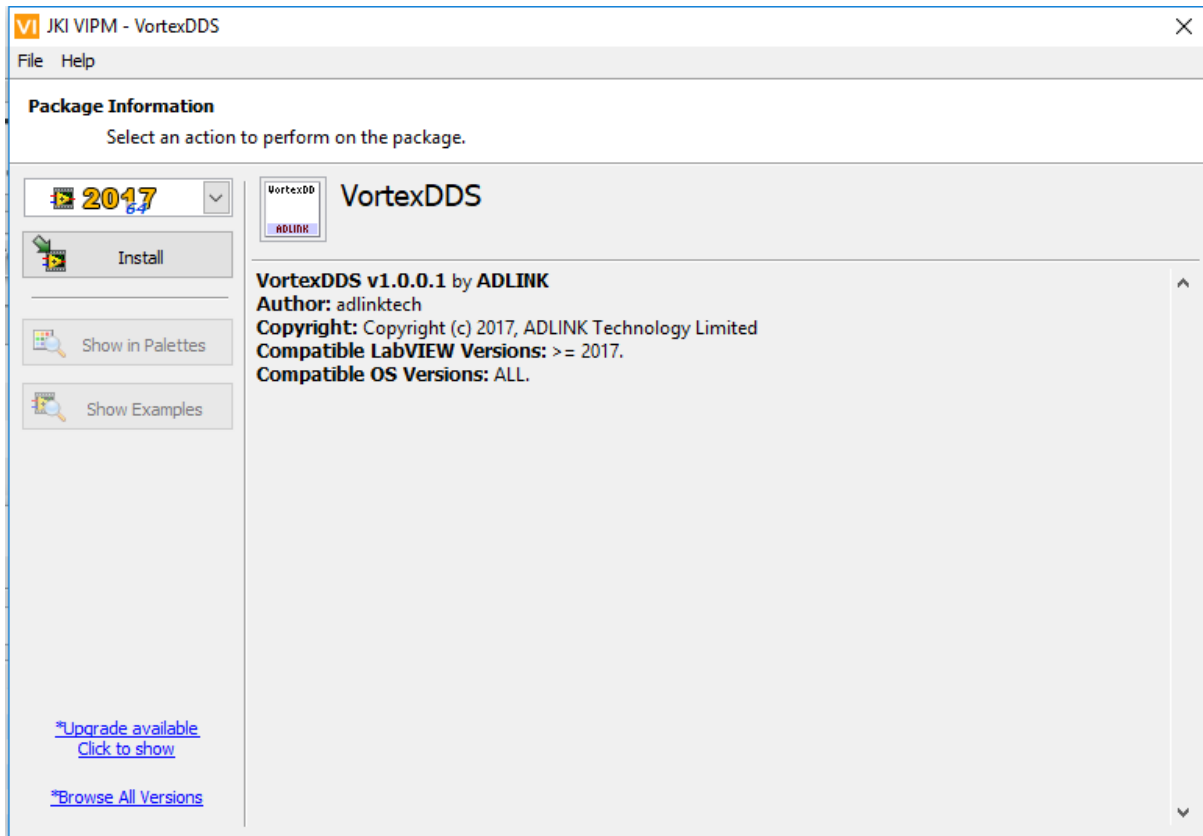 VI JKI VIPM - VortexDDS
File Help
Package Information
Select an action to perform on the package.
2017
64
Install
Show in Palettes
Show Examples
*Upgrade available
Click to show
*Browse All Versions
VortexDD
ADLINK
VortexDDS
VortexDDS v1.0.0.1 by ADLINK
Author: adlinktech
Copyright: Copyright (c) 2017, ADLINK Technology Limited
Compatible LabVIEW Versions: >= 2017.
Compatible OS Versions: ALL.